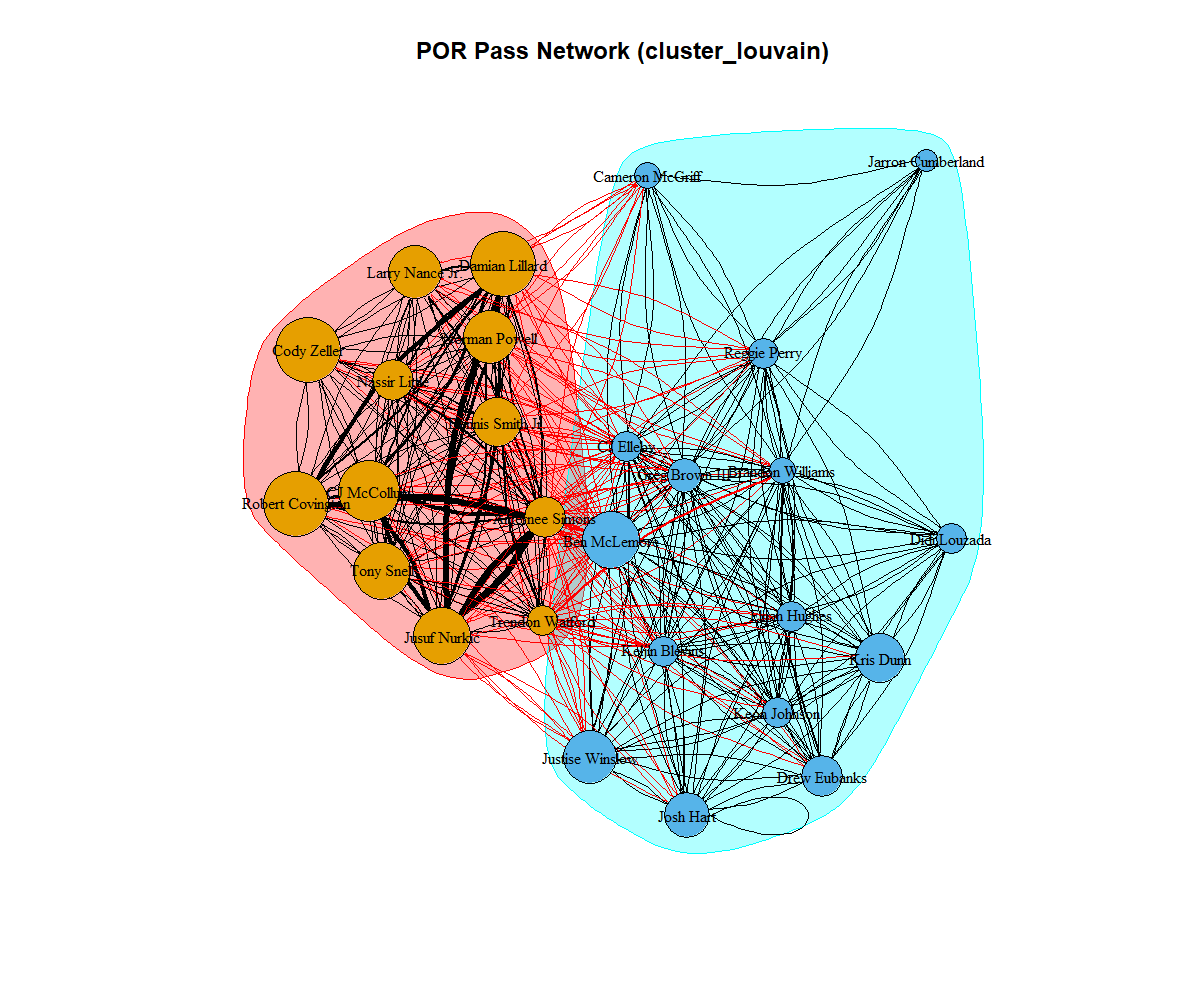 POR Pass Network (cluster_louvain)
Jarron Cumberland
Cameron McGriff
Damian Lillard
Larry Nance Jr.
Norman Powell
Cody Zeller
Reggie Perry
Nassir Little
Dennis Smith Jr.
CJ Elleby
Brandon Williams
Greg Brown III
CJ McCollum
Robert Covington
Anfernee Simons
Didi Louzada
Ben McLemore
Tony Snell
Elijah Hughes
Trendon Watford
Jusuf Nurkic
Keljin Blevins
Kris Dunn
Keon Johnson
Justise Winslow
Drew Eubanks
Josh Hart